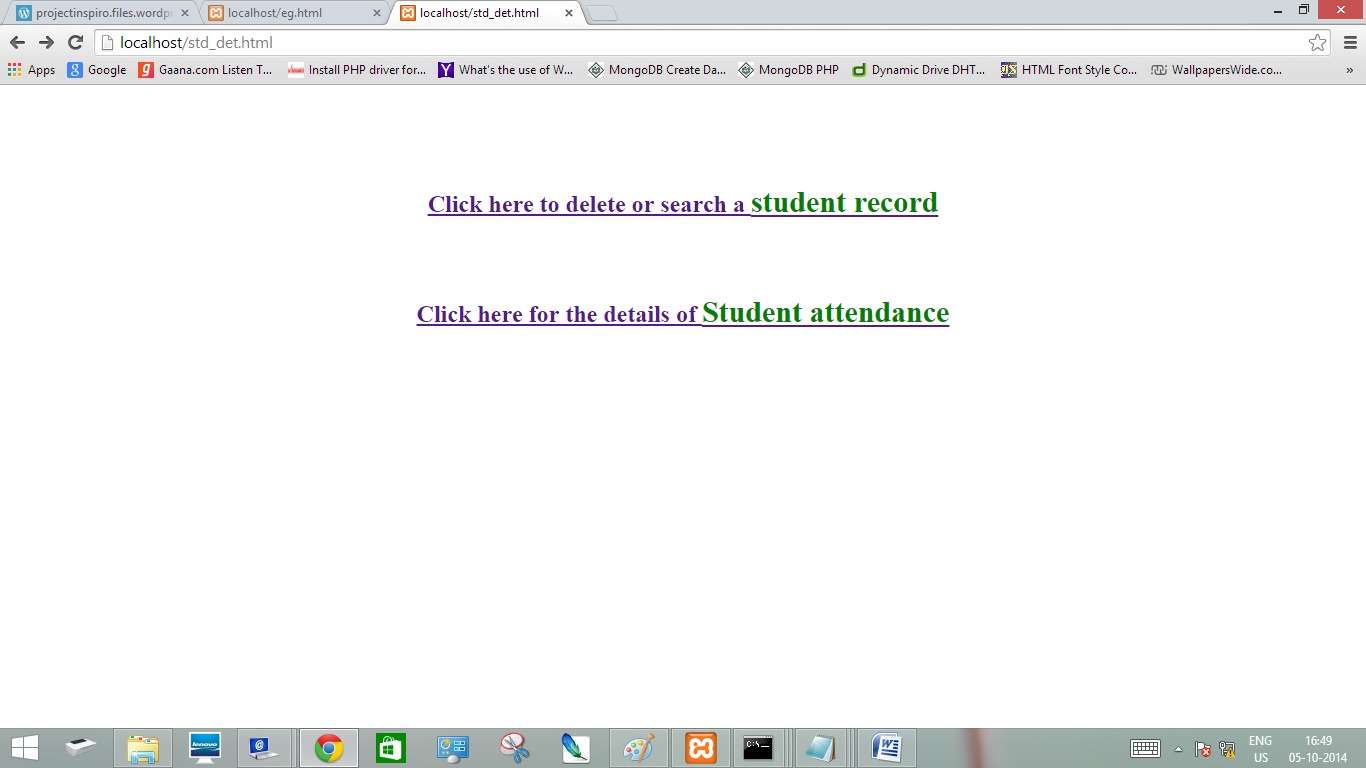 projectinspiro.files.wordpr
localhost/eg.html
localhost/std_det.html
localhost/std_det.html
Apps
Google
Gaana.com Listen T...
Install PHP driver for...
What's the use of W...
MongoDB Create Da...
MongoDB PHP
Dynamic Drive DHT...
HTML Font Style Co...
WallpapersWide.co...
»
Click here to delete or search a student record
Click here for the details of Student attendance
lenovo
C:\_
ENG
US
16:49
05-10-2014